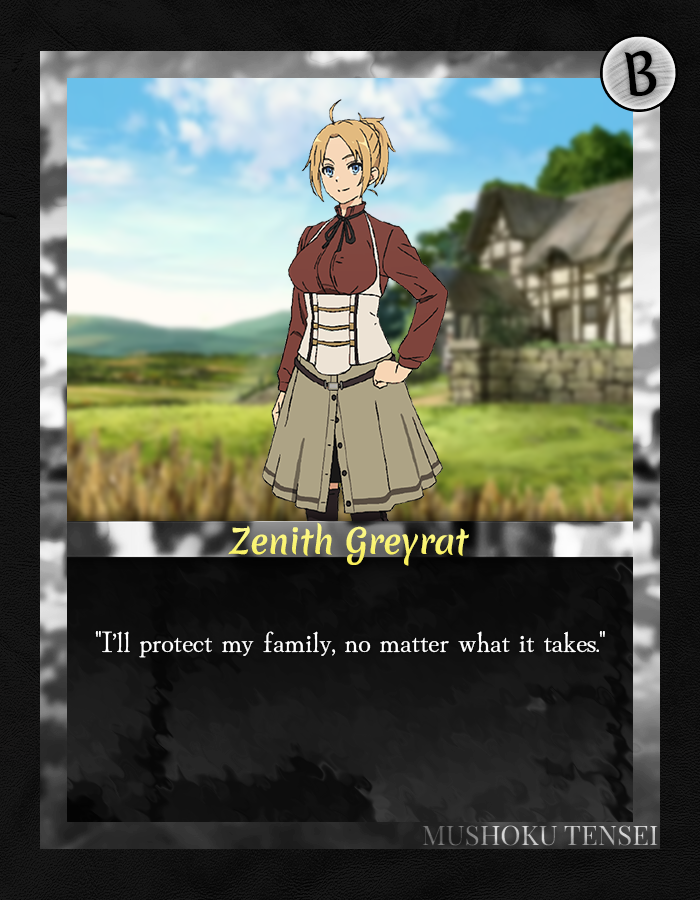 B
Zenith Greyrat
"I'll protect my family, no matter what it takes."
MUSHOKU TENSEI